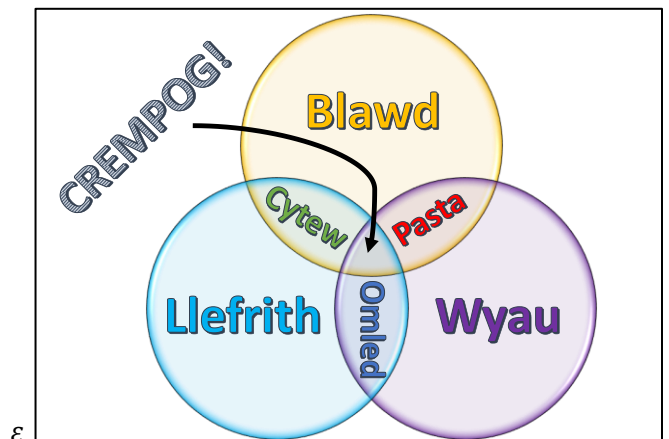 CREMPOG!
Blawd
Cytew
Pasta
Llefrith
Omled
Wyau
ε